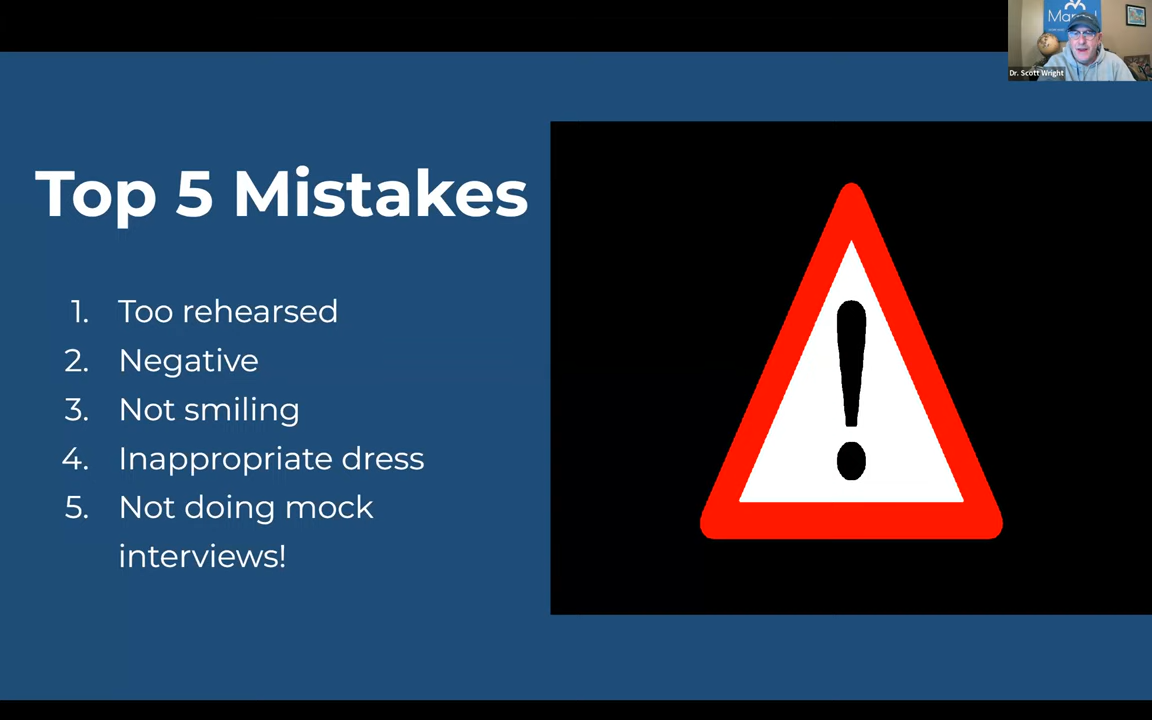 Dr. Scott Wright
Top 5 Mistakes
1. Too rehearsed
2. Negative
3. Not smiling
4. Inappropriate dress
5. Not doing mock
interviews!